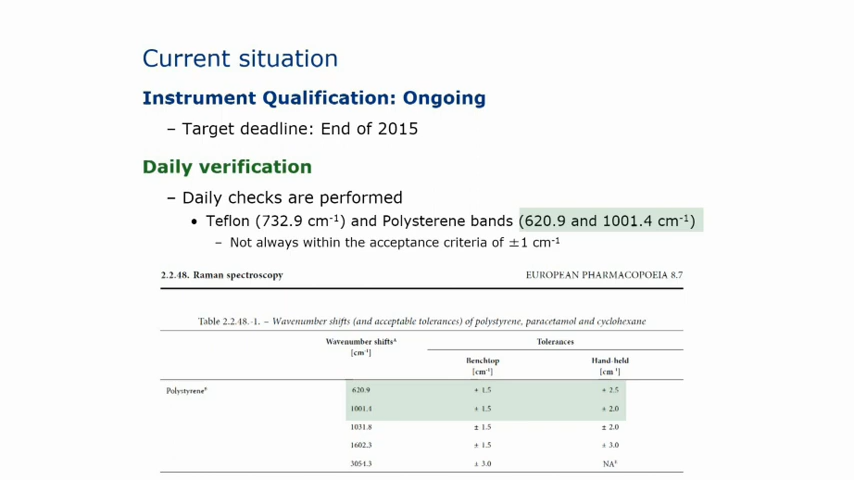 Current situation
Instrument Qualification: Ongoing
– Target deadline: End of 2015
Daily verification
– Daily checks are performed
• Teflon (732.9 cm⁻¹) and Polysterene bands (620.9 and 1001.4 cm⁻¹)
– Not always within the acceptance criteria of ±1 cm⁻¹
2.2.48. Raman spectroscopy EUROPEAN PHARMACOPOEIA 8.7
Table 2.2.48.-1. – Wavenumber shifts (and acceptable tolerances) of polystyrene, paracetamol and cyclohexane
Wavenumber shiftsᵃ Tolerances
[cm⁻¹]
Benchtop Hand-held
[cm⁻¹] [cm⁻¹]
Polystyrene 620.9 ± 1.5 ± 2.5
1001.4 ± 1.5 ± 2.0
1031.8 ± 1.5 ± 2.0
1602.3 ± 1.5 ± 3.0
3054.3 ± 3.0 NA